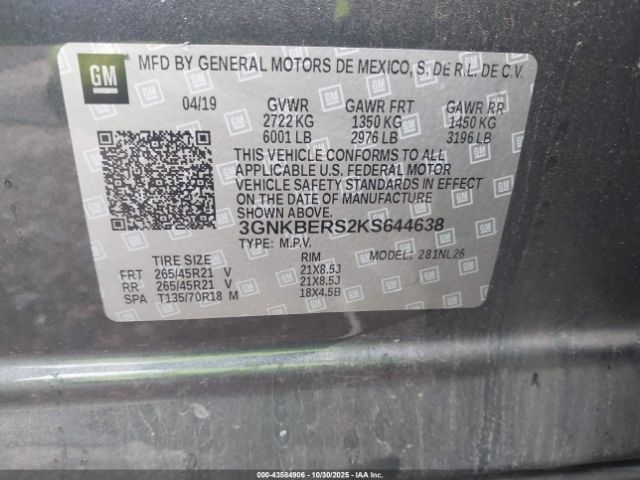 GM
MFD BY GENERAL MOTORS DE MEXICO, S. DE R.L. DE C.V.
04/19 GVWR GAWR FRT GAWR RR
2722 KG 1350 KG 1450 KG
6001 LB 2976 LB 3196 LB
THIS VEHICLE CONFORMS TO ALL
APPLICABLE U.S. FEDERAL MOTOR
VEHICLE SAFETY STANDARDS IN EFFECT
ON THE DATE OF MANUFACTURE
SHOWN ABOVE.
3GNKBERS2KS644638
TYPE: M.P.V. MODEL: 281NL26
TIRE SIZE RIM
FRT 265/45R21 V 21X8.5J
RR 265/45R21 V 21X8.5J
SPA T135/70R18 M 18X4.5B
000-43584906 - 10/30/2025 - IAAI.COM